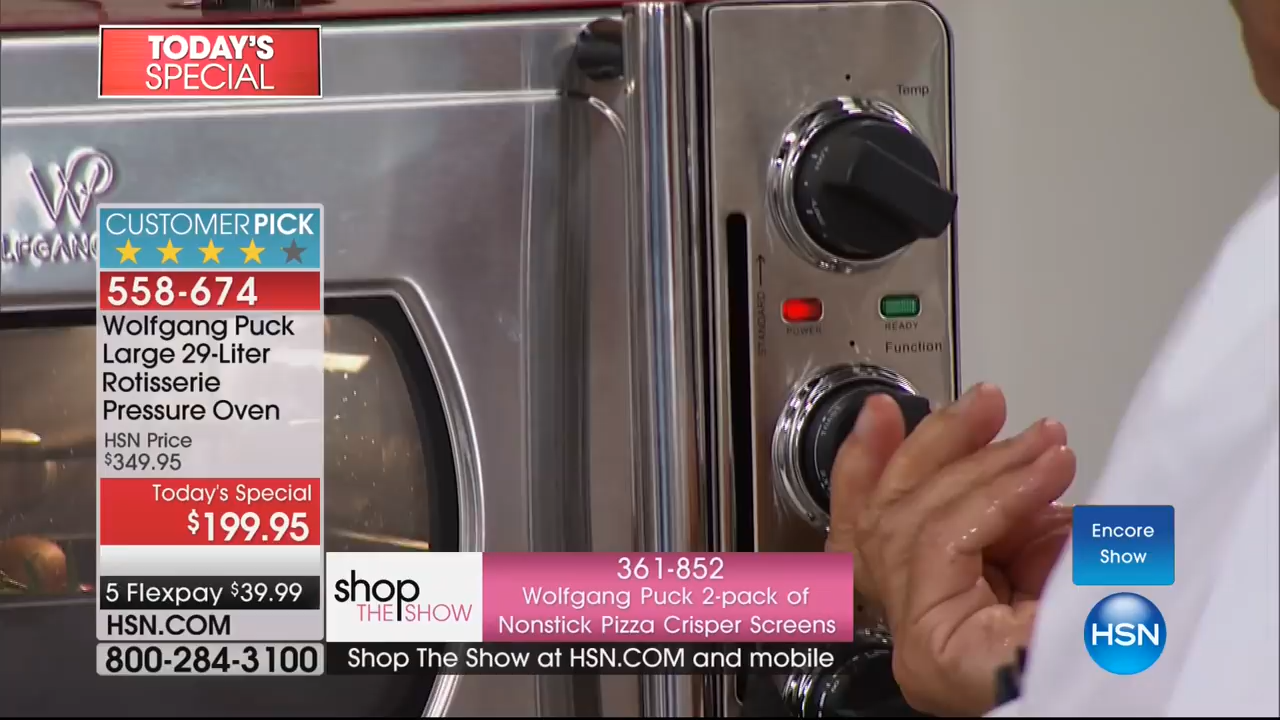 TODAY'S
SPECIAL
WP
CUSTOMER PICK
558-674
Wolfgang Puck
Large 29-Liter
Rotisserie
Pressure Oven
HSN Price
$349.95
Today's Special
$199.95
5 Flexpay $39.99
HSN.COM
800-284-3100
shop
THE SHOW
361-852
Wolfgang Puck 2-pack of
Nonstick Pizza Crisper Screens
Shop The Show at HSN.COM and mobile
Temp
STANDARD
POWER
READY
Function
Encore
Show
HSN